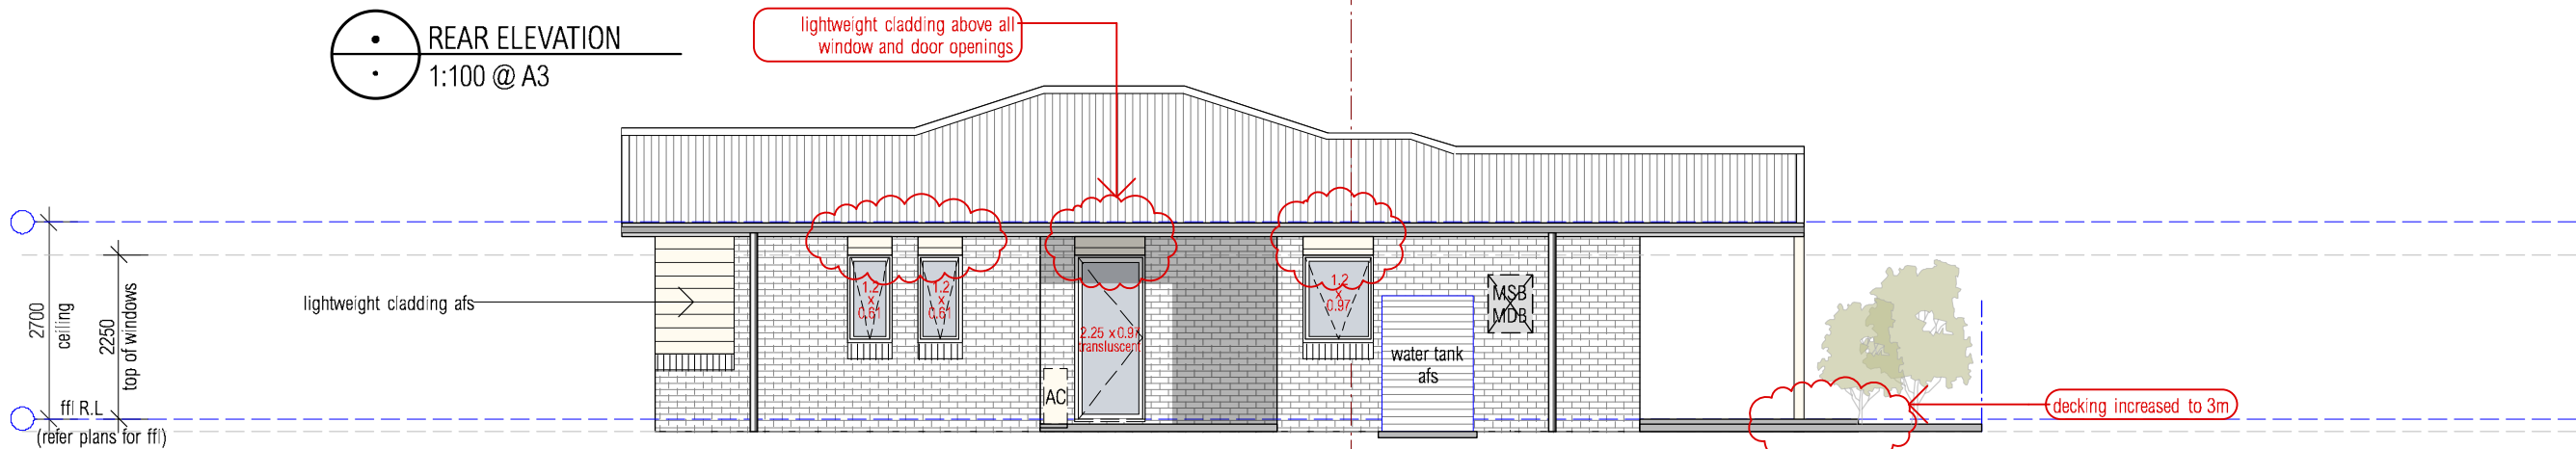 REAR ELEVATION
1:100 @ A3
lightweight cladding above all
window and door openings
2700
ceiling
2250
top of windows
ffl R.L
(refer plans for ffl)
lightweight cladding afs
1.2
x
0.61
1.2
x
0.61
2.25 x0.97
transluscent
AC
1.2
x
0.97
water tank
afs
MSB
MDB
decking increased to 3m